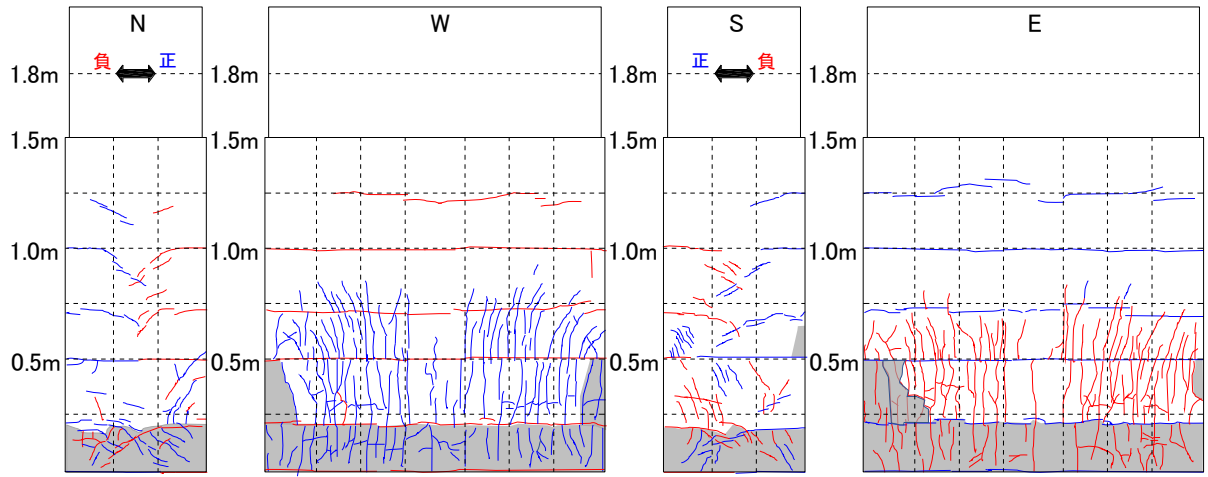 N W S E
負 正 正 負
1.8m 1.8m 1.8m 1.8m
1.5m 1.5m 1.5m 1.5m
1.0m 1.0m 1.0m 1.0m
0.5m 0.5m 0.5m 0.5m